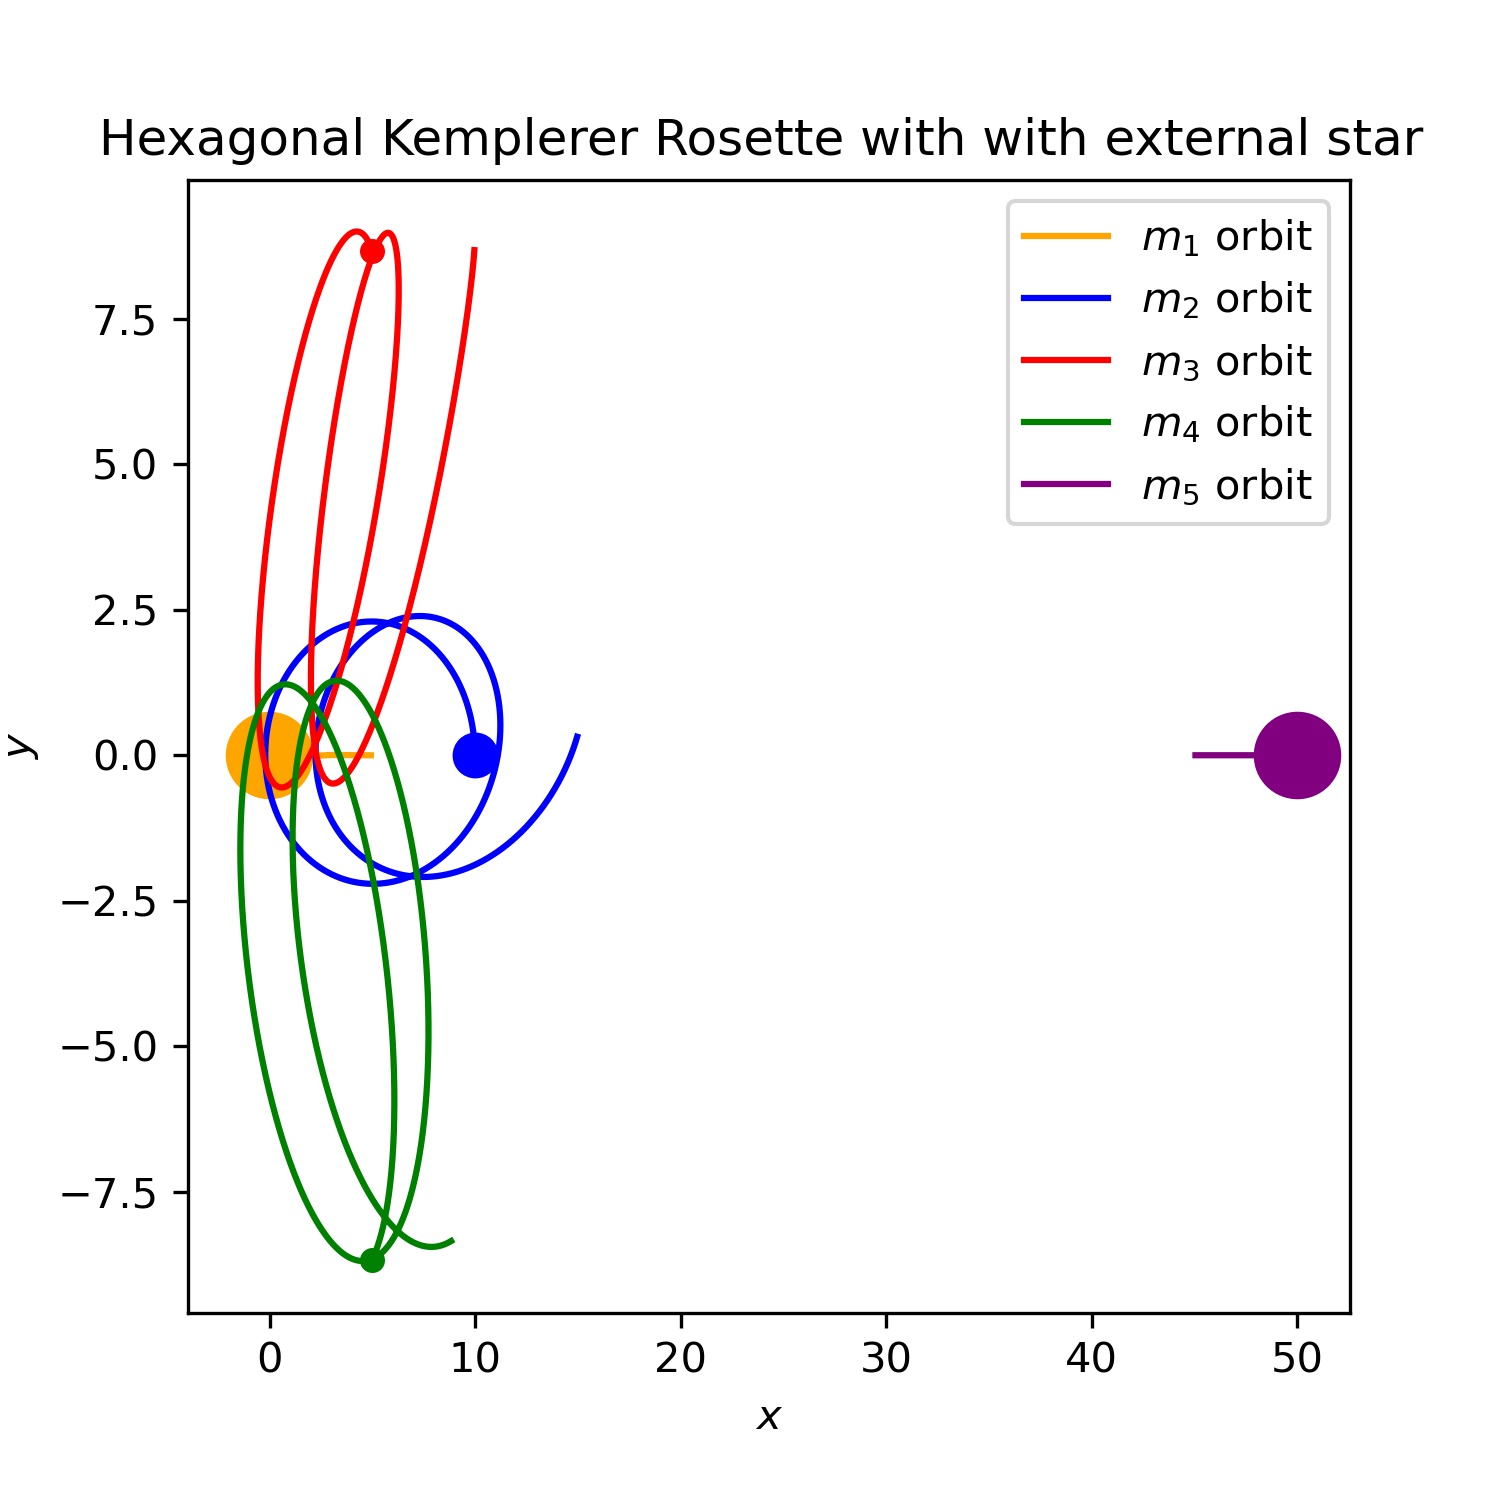 Hexagonal Kemplerer Rosette with with external star
m₁ orbit
m₂ orbit
m₃ orbit
m₄ orbit
m₅ orbit
7.5
5.0
2.5
0.0
−2.5
−5.0
−7.5
y
0 10 20 30 40 50
x